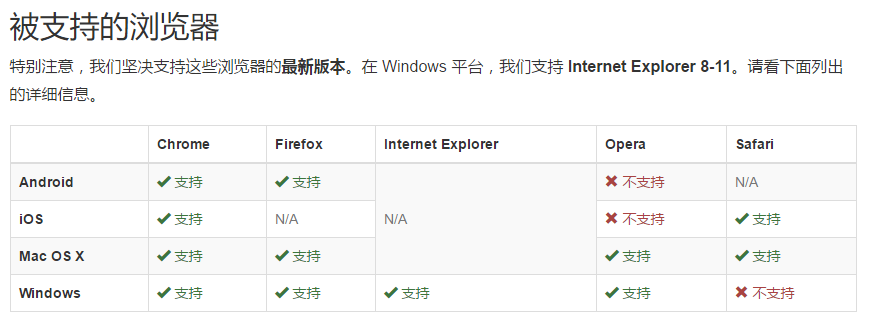 被支持的浏览器
特别注意，我们坚决支持这些浏览器的最新版本。在 Windows 平台，我们支持 Internet Explorer 8-11。请看下面列出
的详细信息。
Chrome Firefox Internet Explorer Opera Safari
Android 支持 支持 不支持 N/A
iOS 支持 N/A N/A 不支持 支持
Mac OS X 支持 支持 支持 支持
Windows 支持 支持 支持 支持 不支持